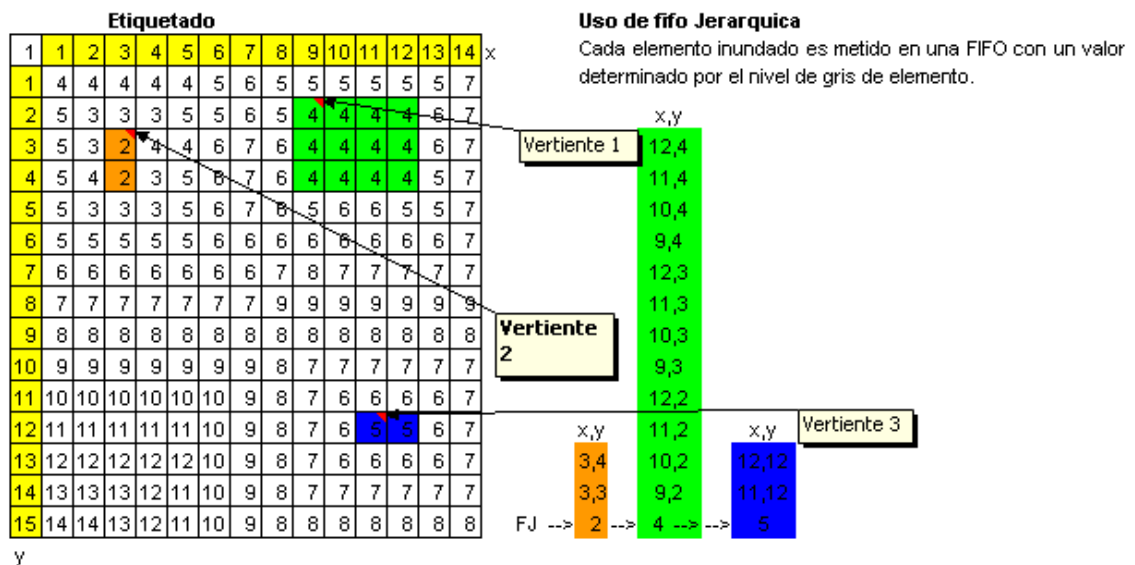 Etiquetado
1 1 2 3 4 5 6 7 8 9 10 11 12 13 14 x
1 4 4 4 4 4 5 6 5 5 5 5 5 5 7
2 5 3 3 3 5 5 6 5 4 4 4 4 6 7
3 5 3 2 4 4 6 7 6 4 4 4 4 6 7
4 5 4 2 3 5 6 7 6 4 4 4 4 5 7
5 5 3 3 3 5 6 7 6 5 6 6 5 5 7
6 5 5 5 5 5 6 6 6 6 6 6 6 6 7
7 6 6 6 6 6 6 6 7 8 7 7 7 7 7
8 7 7 7 7 7 7 7 9 9 9 9 9 9 9
9 8 8 8 8 8 8 8 8 8 8 8 8 8 8
10 9 9 9 9 9 9 9 8 7 7 7 7 7 7
11 10 10 10 10 10 10 9 8 7 6 6 6 6 7
12 11 11 11 11 11 10 9 8 7 6 5 5 6 7
13 12 12 12 12 12 10 9 8 7 6 6 6 6 7
14 13 13 13 12 11 10 9 8 7 7 7 7 7 7
15 14 14 13 12 11 10 9 8 8 8 8 8 8 8
y
Uso de fifo Jerarquica
Cada elemento inundado es metido en una FIFO con un valor
determinado por el nivel de gris de elemento.
Vertiente 1
Vertiente
2
Vertiente 3
x,y
12,4
11,4
10,4
9,4
12,3
11,3
10,3
9,3
12,2
x,y 11,2 x,y
3,4 10,2 12,12
3,3 9,2 11,12
FJ --> 2 --> 4 --> --> 5